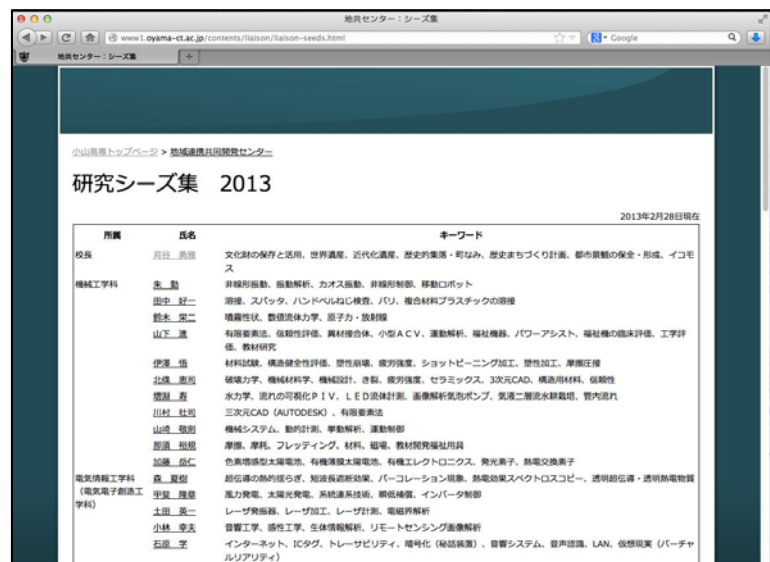 地共センター：シーズ集
www1.oyama-ct.ac.jp/contents/liaison/liaison-seeds.html
Google
地共センター：シーズ集
小山高専トップページ > 地域連携共同開発センター
研究シーズ集 2013
2013年2月28日現在
所属 氏名 キーワード
校長 苅谷 勇雅 文化財の保存と活用、世界遺産、近代化遺産、歴史的集落・町なみ、歴史まちづくり計画、都市景観の保全・形成、イコモ
ス
機械工学科 朱 勤 非線形振動、振動解析、カオス振動、非線形制御、移動ロボット
田中 好一 溶接、スパッタ、ハンドベルねじ検査、バリ、複合材料プラスチックの溶接
鈴木 栄二 噴霧性状、数値流体力学、原子力・放射線
山下 進 有限要素法、信頼性評価、異材接合体、小型ＡＣＶ、運動解析、福祉機器、パワーアシスト、福祉機の臨床評価、工学評
価、教材研究
伊澤 悟 材料試験、構造健全性評価、塑性崩壊、疲労強度、ショットピーニング加工、塑性加工、摩擦圧接
北條 恵司 破壊力学、機械材料学、機械設計、き裂、疲労強度、セラミックス、3次元CAD、構造用材料、信頼性
増淵 寿 水力学、流れの可視化ＰＩＶ、ＬＥＤ流体計測、画像解析気泡ポンプ、気液二層流水耕栽培、管内流れ
川村 壮司 三次元CAD（AUTODESK）、有限要素法
山崎 敬則 機械システム、動的計測、挙動解析、運動制御
那須 裕規 摩擦、摩耗、フレッティング、材料、磁場、教材開発福祉用具
加藤 岳仁 色素増感型太陽電池、有機薄膜太陽電池、有機エレクトロニクス、発光素子、熱電交換素子
電気情報工学科 森 夏樹 超伝導の熱的揺らぎ、短波長遮断効果、パーコレーション現象、熱電効果スペクトロスコピー、透明超伝導・透明熱電物質
（電気電子創造工 甲斐 隆章 風力発電、太陽光発電、系統連系技術、瞬低補償、インバータ制御
学科）
土田 英一 レーザ発振器、レーザ加工、レーザ計測、電磁界解析
小林 幸夫 音響工学、感性工学、生体情報解析、リモートセンシング画像解析
石原 学 インターネット、ICタグ、トレーサビリティ、暗号化（秘話装置）、音響システム、音声認識、LAN、仮想現実（バーチャ
ルリアリティ）